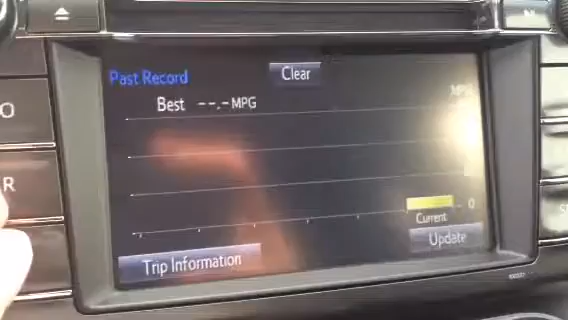 Past Record
Clear
Best --.- MPG
MPG
0
Current
Update
Trip Information
O
R